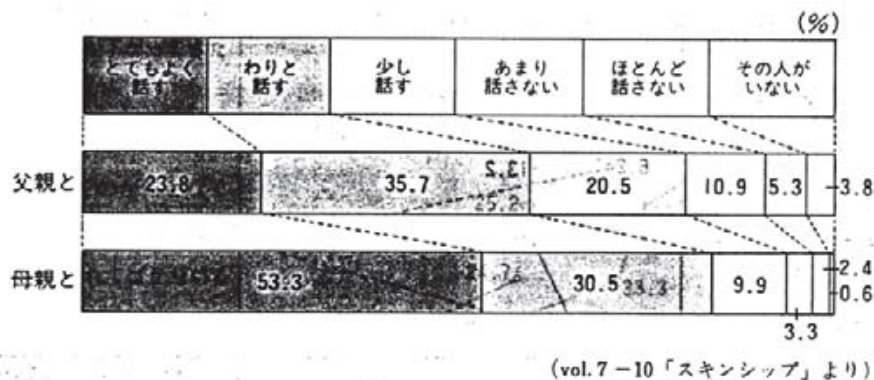 (%)
とてもよく話す わりと話す 少し話す あまり話さない ほとんど話さない その人がいない
父親と 23.8 35.7 20.5 10.9 5.3 3.8
母親と 53.3 30.5 9.9 3.3 2.4 0.6
(vol.7-10「スキンシップ」より)